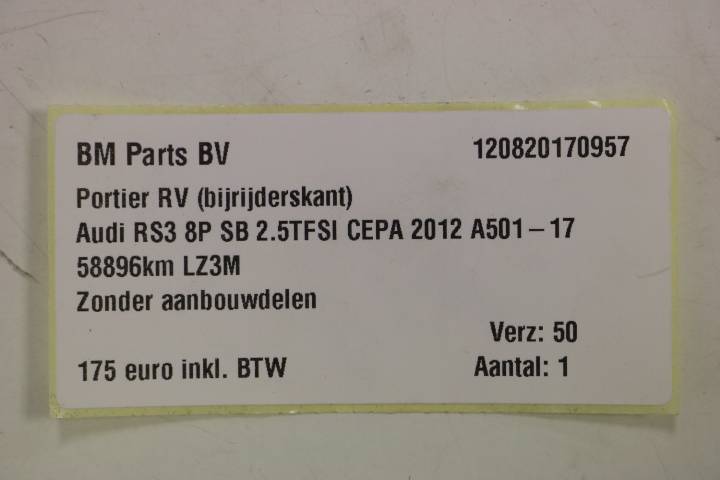 BM Parts BV 120820170957
Portier RV (bijrijderskant)
Audi RS3 8P SB 2.5TFSI CEPA 2012 A501-17
58896km LZ3M
Zonder aanbouwdelen
Verz: 50
175 euro inkl. BTW Aantal: 1